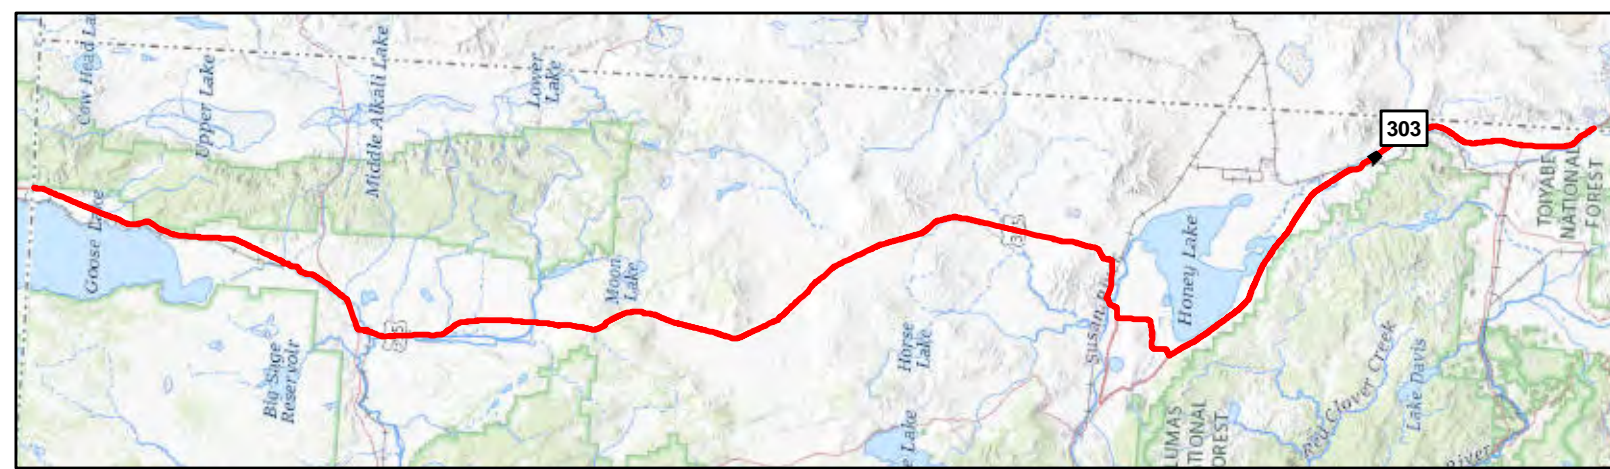 Cow Head La
Upper Lake
Middle Alkali Lake
Lower
Lake
303
TOIYABE
NATIONAL
FOREST
Goose Lake
Moon
Lake
Honey Lake
Susan
Big Sage
Reservoir
Horse
Lake
e Lake
LUMAS
TIONAL
OREST
Red Clover Creek
Lake Davis
River